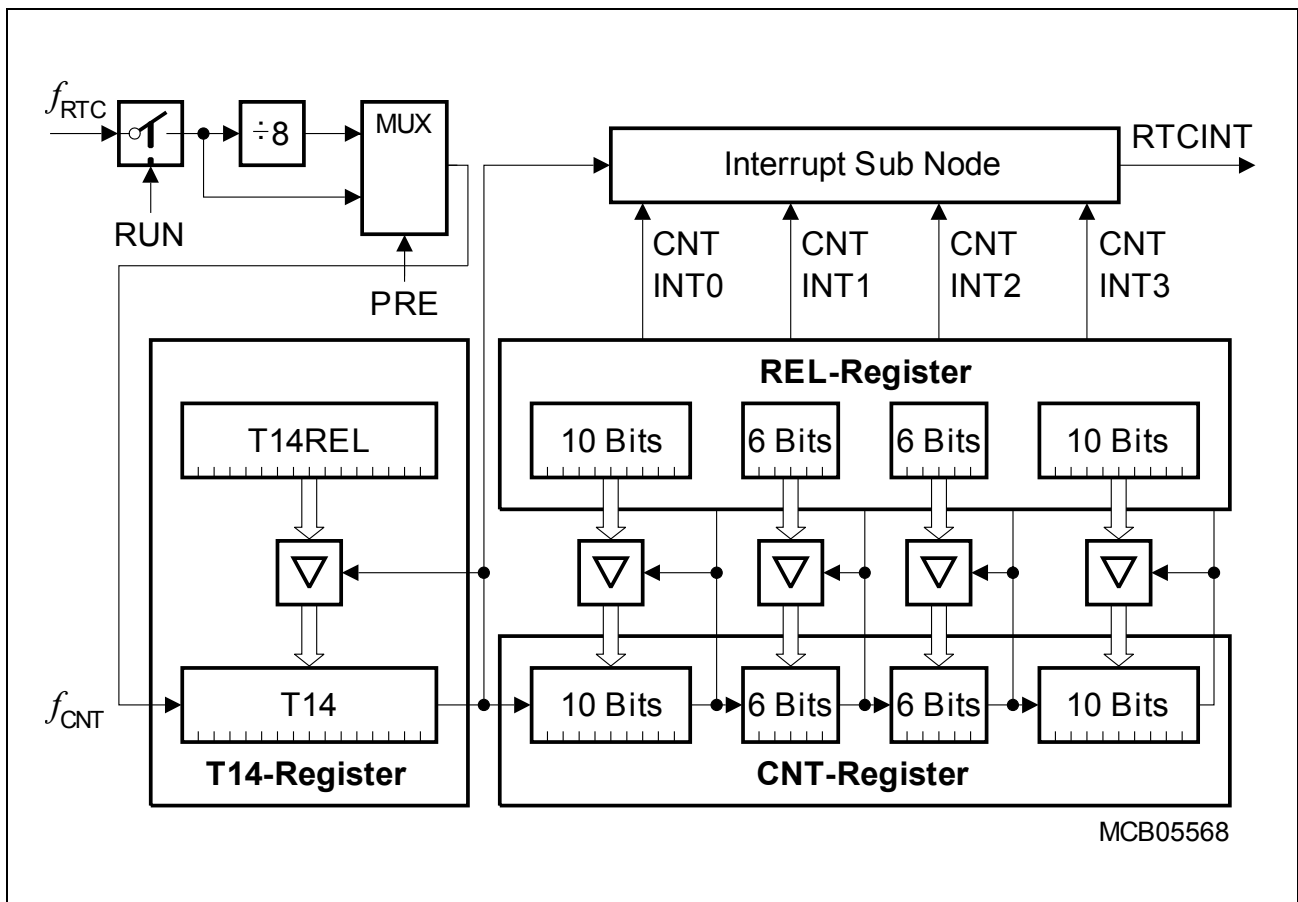 fRTC
÷8
MUX
RUN
PRE
Interrupt Sub Node
RTCINT
CNT INT0
CNT INT1
CNT INT2
CNT INT3
REL-Register
T14REL
10 Bits
6 Bits
6 Bits
10 Bits
fCNT
T14
10 Bits
6 Bits
6 Bits
10 Bits
T14-Register
CNT-Register
MCB05568